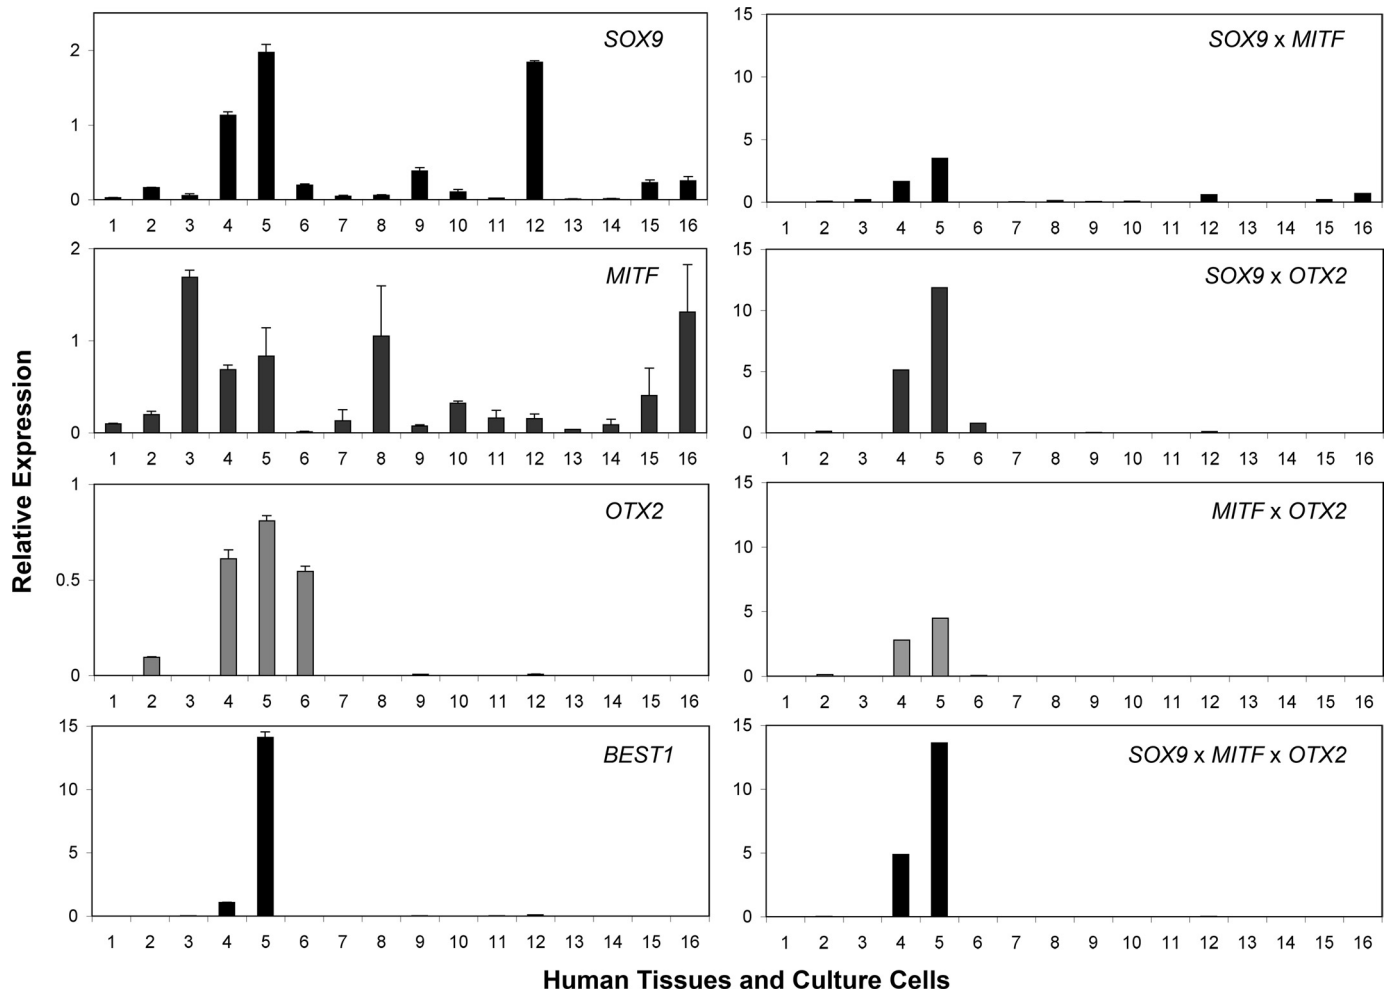 Relative Expression
SOX9
2
1
0
1 2 3 4 5 6 7 8 9 10 11 12 13 14 15 16
MITF
2
1
0
1 2 3 4 5 6 7 8 9 10 11 12 13 14 15 16
OTX2
1
0.5
0
1 2 3 4 5 6 7 8 9 10 11 12 13 14 15 16
BEST1
15
10
5
0
1 2 3 4 5 6 7 8 9 10 11 12 13 14 15 16
SOX9 x MITF
15
10
5
0
1 2 3 4 5 6 7 8 9 10 11 12 13 14 15 16
SOX9 x OTX2
15
10
5
0
1 2 3 4 5 6 7 8 9 10 11 12 13 14 15 16
MITF x OTX2
15
10
5
0
1 2 3 4 5 6 7 8 9 10 11 12 13 14 15 16
SOX9 x MITF x OTX2
15
10
5
0
1 2 3 4 5 6 7 8 9 10 11 12 13 14 15 16
Human Tissues and Culture Cells